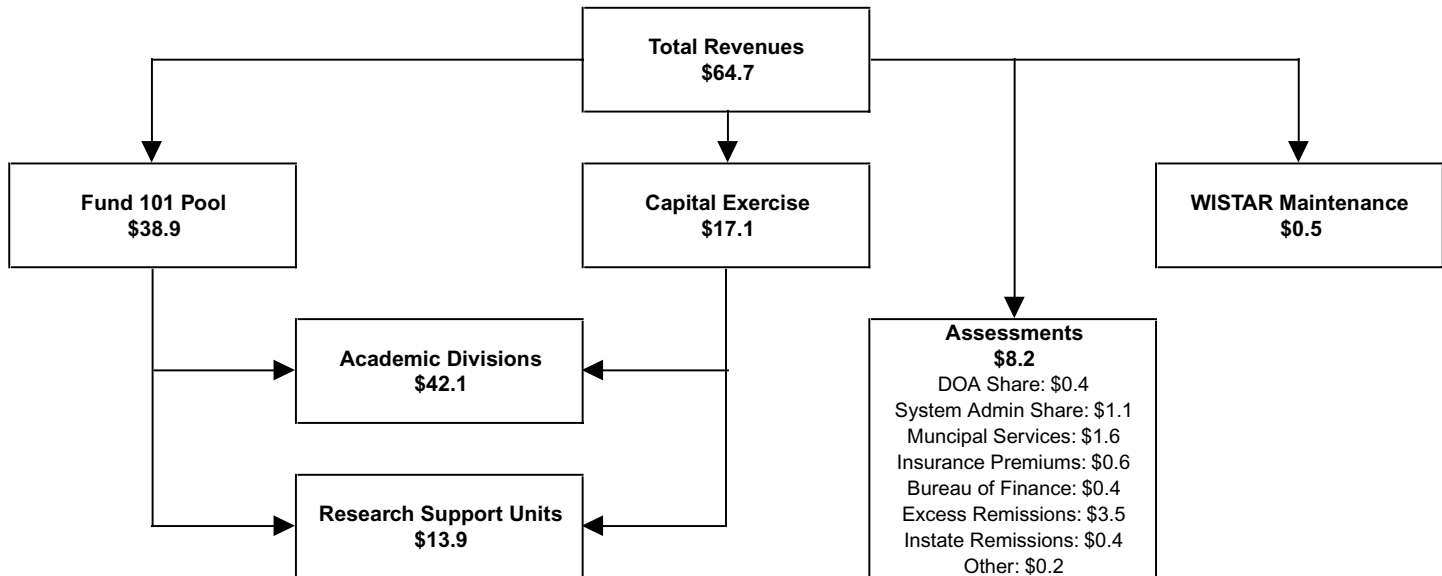 Total Revenues
$64.7
Fund 101 Pool
$38.9
Capital Exercise
$17.1
WISTAR Maintenance
$0.5
Academic Divisions
$42.1
Research Support Units
$13.9
Assessments
$8.2
DOA Share: $0.4
System Admin Share: $1.1
Muncipal Services: $1.6
Insurance Premiums: $0.6
Bureau of Finance: $0.4
Excess Remissions: $3.5
Instate Remissions: $0.4
Other: $0.2